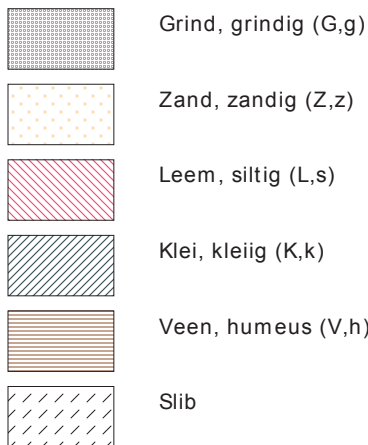 Grind, grindig (G,g)
Zand, zandig (Z,z)
Leem, siltig (L,s)
Klei, kleiig (K,k)
Veen, humeus (V,h)
Slib